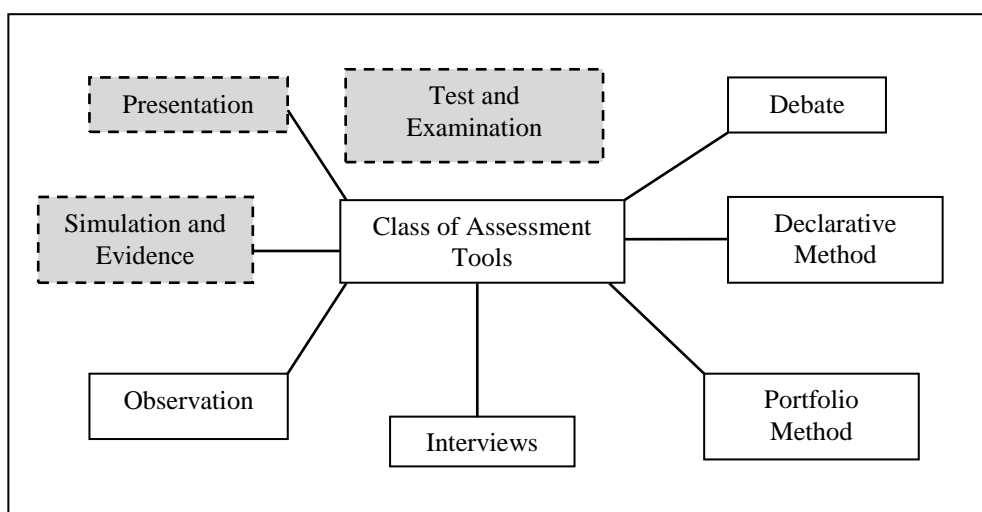 Presentation
Test and
Examination
Debate
Simulation and
Evidence
Class of Assessment
Tools
Declarative
Method
Observation
Interviews
Portfolio
Method